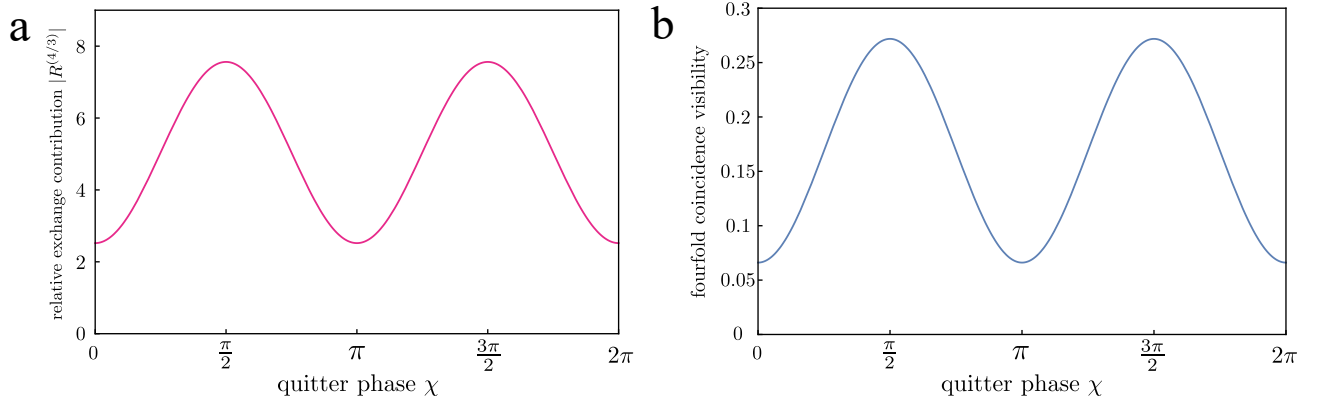 a
relative exchange contribution |R^(4/3)|
8
6
4
2
0
0
π/2
π
3π/2
2π
quitter phase χ
b
fourfold coincidence visibility
0.3
0.25
0.2
0.15
0.1
0.05
0
0
π/2
π
3π/2
2π
quitter phase χ